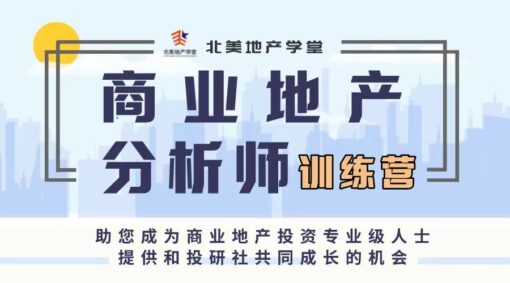 北美地产学堂
北美地产学堂
商业地产
分析师 训练营
助您成为商业地产投资专业级人士
提供和投研社共同成长的机会